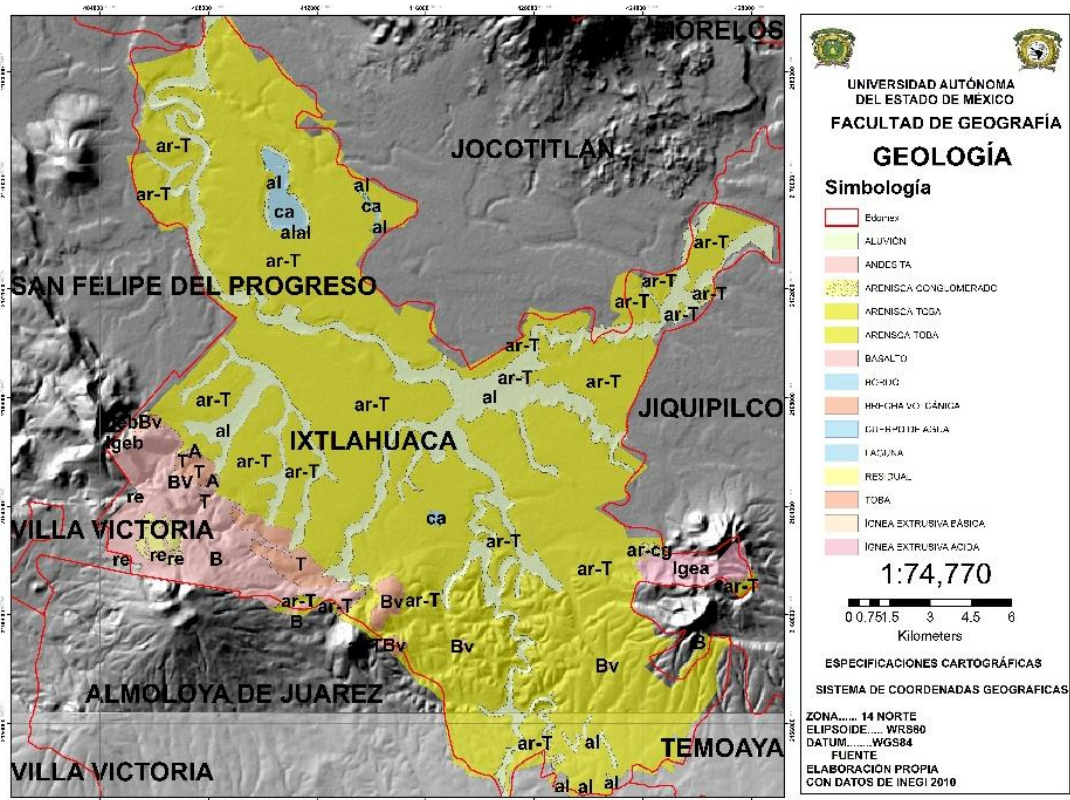 MORELOS
JOCOTITLAN
ar-T
ar-T
al
ca
alal
al
ca
al
ar-T
SAN FELIPE DEL PROGRESO
ar-T
ar-T
ar-T
ar-T
ar-T
ar-T
ar-T
ar-T
al
JIQUIPILCO
ar-T
ar-T
al
IXTLAHUACA
Igeb
A
T
T
ar-T
ar-T
BV
A
T
re
VILLA VICTORIA
ca
re
rere
B
T
ar-T
ar-cg
Igea
ar-T
ar-T
ar-T
ar-T
B
Bv
ar-T
TBv
Bv
Bv
B
ALMOLOYA DE JUAREZ
ar-T
al
TEMOAYA
VILLA VICTORIA
al
al
al
UNIVERSIDAD AUTÓNOMA
DEL ESTADO DE MÉXICO
FACULTAD DE GEOGRAFÍA
GEOLOGÍA
Simbología
Edomex
ALUVIÓN
ANDESITA
ARENISCA CONGLOMERADO
ARENISCA TOBA
ARENSCA TOBA
BASALTO
BORDO
BRECHA VOLCÁNICA
CUERPO DE AGUA
LAGUNA
RESIDUAL
TOBA
ÍGNEA EXTRUSIVA BÁSICA
ÍGNEA EXTRUSIVA ACIDA
1:74,770
0 0.75 1.5 3 4.5 6
Kilometers
ESPECIFICACIONES CARTOGRÁFICAS
SISTEMA DE COORDENADAS GEOGRAFICAS
ZONA...... 14 NORTE
ELIPSOIDE..... WRS80
DATUM........WGS84
FUENTE
ELABORACIÓN PROPIA
CON DATOS DE INEGI 2010